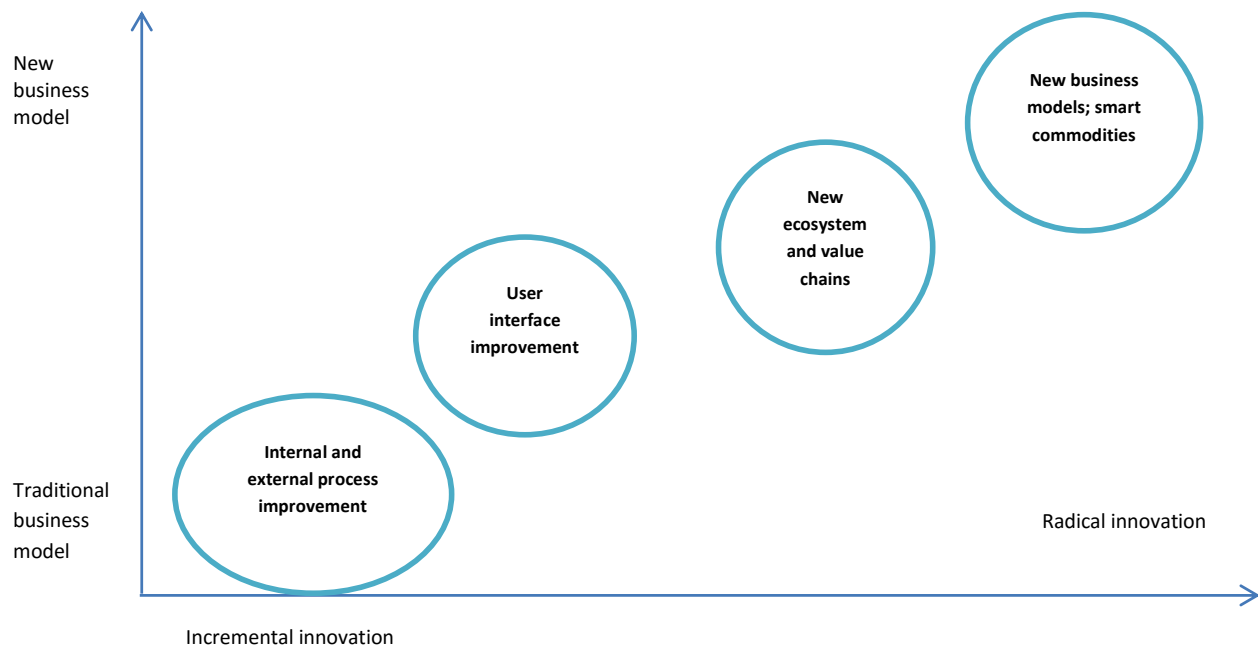 New
business
model
New business
models; smart
commodities
New
ecosystem
and value
chains
User
interface
improvement
Internal and
external process
improvement
Traditional
business
model
Radical innovation
Incremental innovation